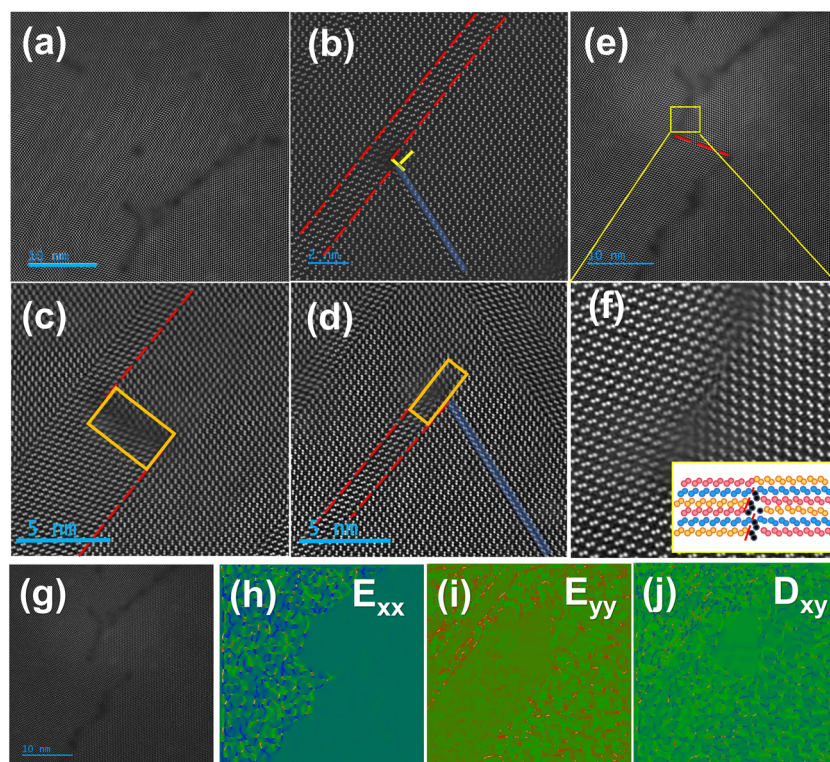 (a)
10 nm
(b)
2 nm
(e)
10 nm
(c)
5 nm
(d)
5 nm
(f)
(g)
10 nm
(h)
Exx
(i)
Eyy
(j)
Dxy